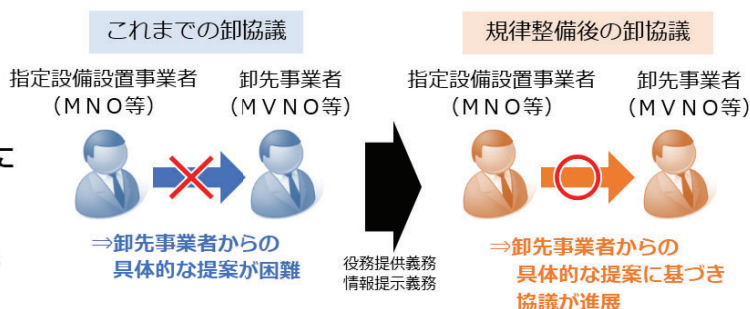 これまでの卸協議
指定設備設置事業者
（ＭＮＯ等）
卸先事業者
（ＭＶＮＯ等）
に
⇒卸先事業者からの
具体的な提案が困難
役務提供義務
情報提示義務
規律整備後の卸協議
指定設備設置事業者
（ＭＮＯ等）
卸先事業者
（ＭＶＮＯ等）
⇒卸先事業者からの
具体的な提案に基づき
協議が進展